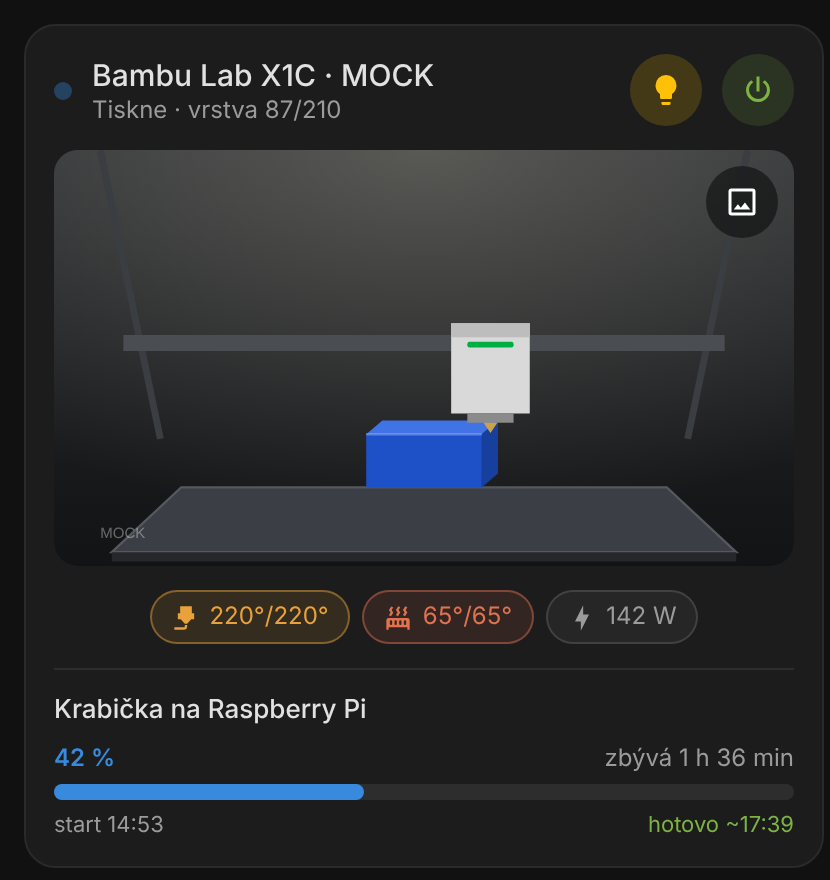 Bambu Lab X1C · MOCK
Tiskne · vrstva 87/210
MOCK
220°/220°
65°/65°
142 W
Krabička na Raspberry Pi
42 %
zbývá 1 h 36 min
start 14:53
hotovo ~17:39